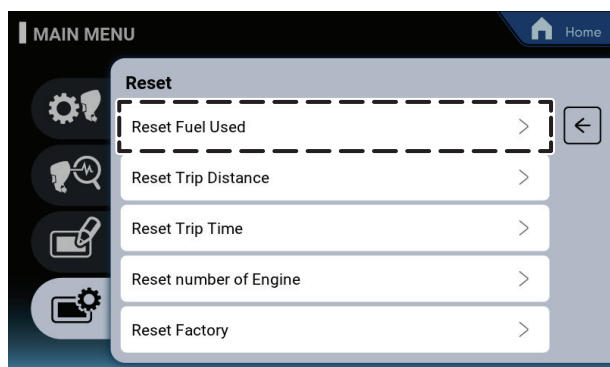 MAIN MENU
Home
Reset
Reset Fuel Used
Reset Trip Distance
Reset Trip Time
Reset number of Engine
Reset Factory